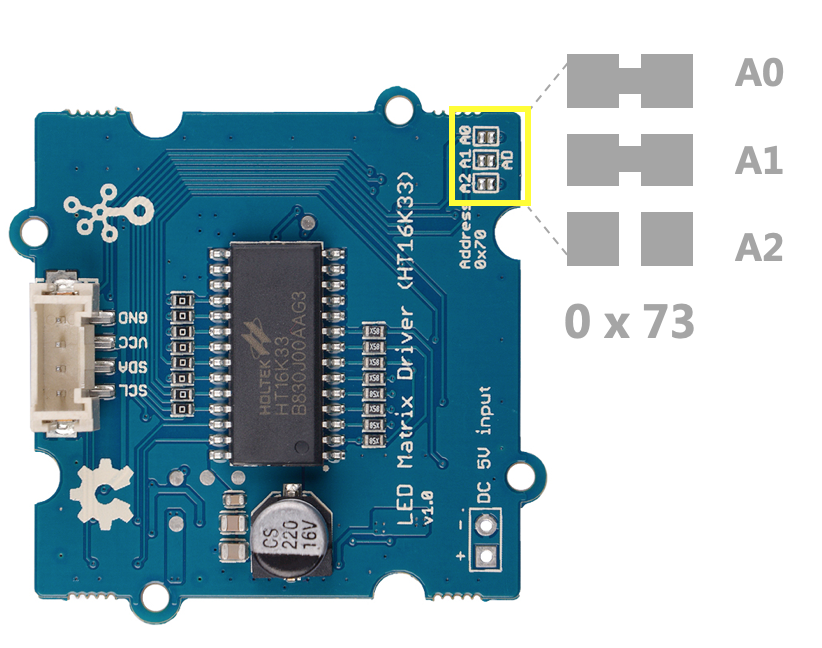 A0
A1
A2
0 x 73
A0
A1
A2
AD
Address
0x70
GND
VCC
SDA
SCL
HOLTEK
HT16K33
B830J00AAG3
LED Matrix Driver (HT16K33)
v1.0
DC 5V input
-
+
CS
220
16V